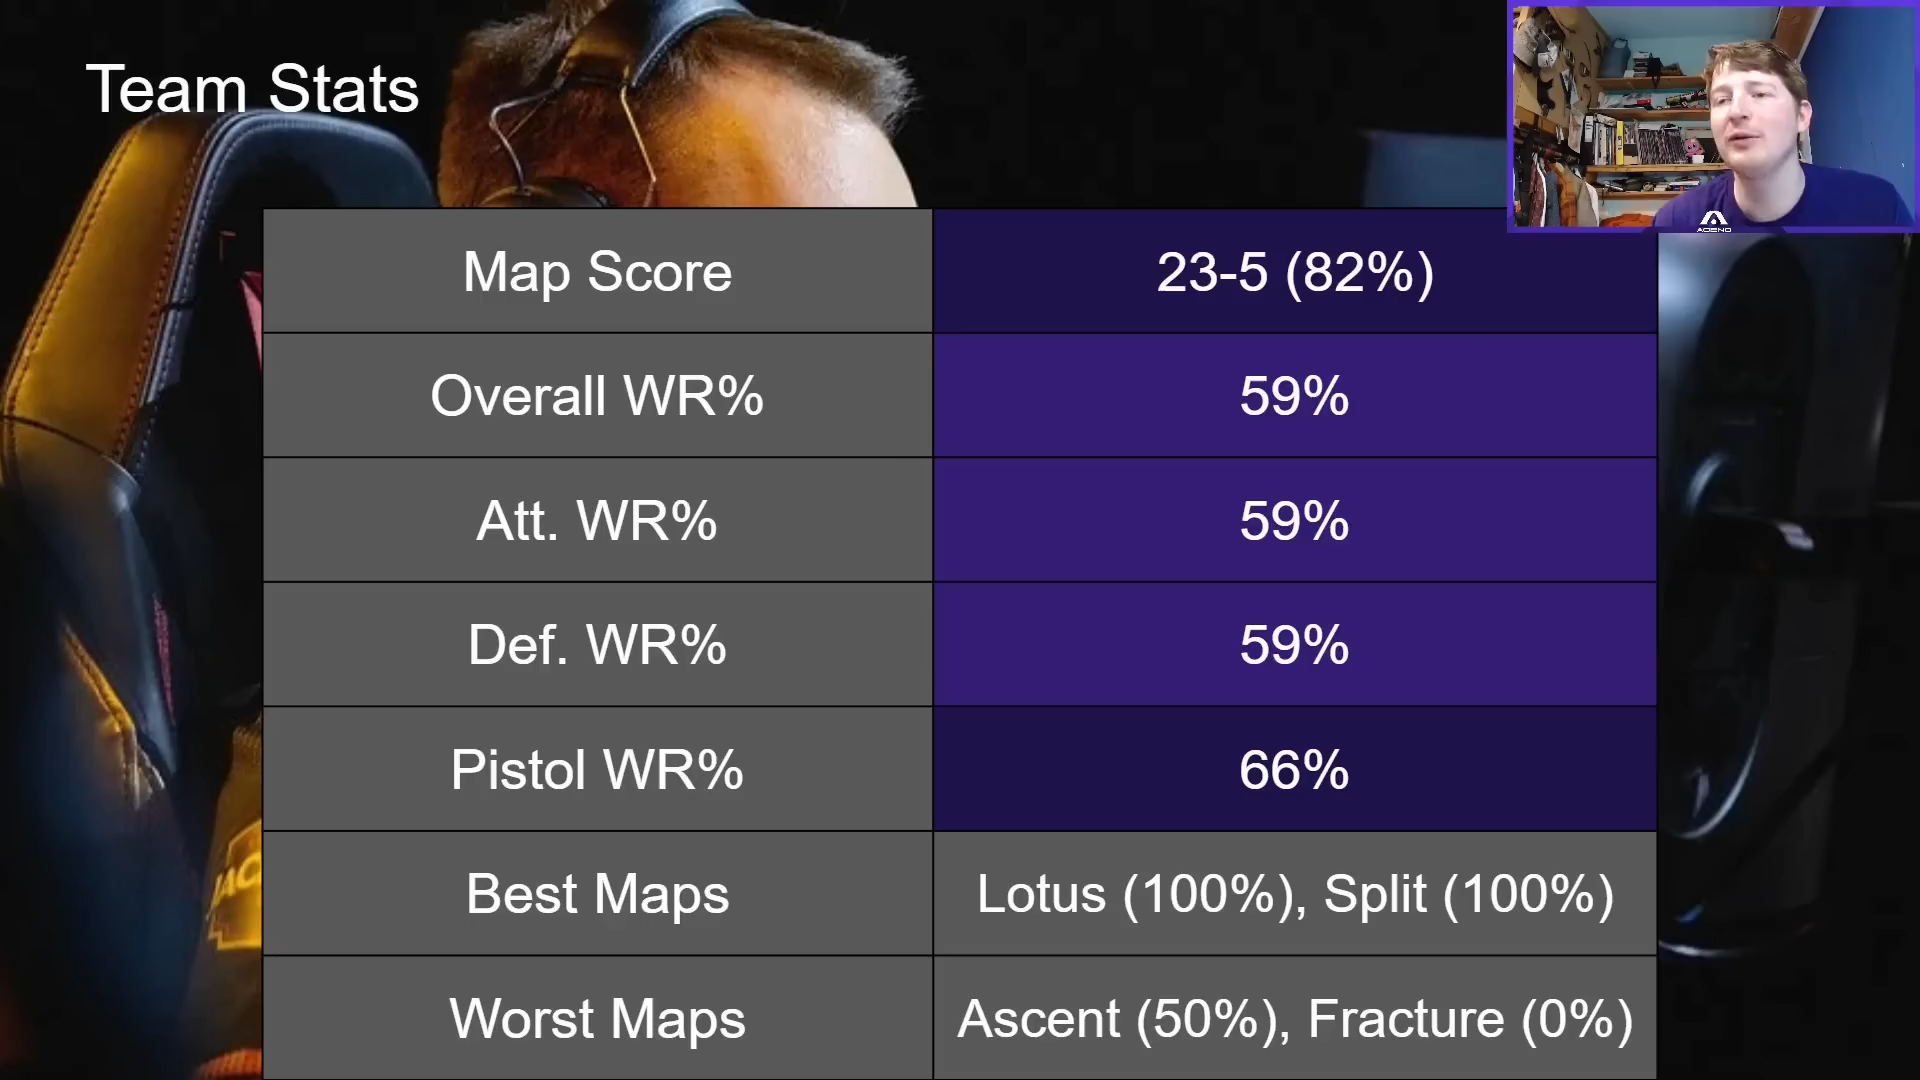 Team Stats
Map Score 23-5 (82%)
Overall WR% 59%
Att. WR% 59%
Def. WR% 59%
Pistol WR% 66%
Best Maps Lotus (100%), Split (100%)
Worst Maps Ascent (50%), Fracture (0%)